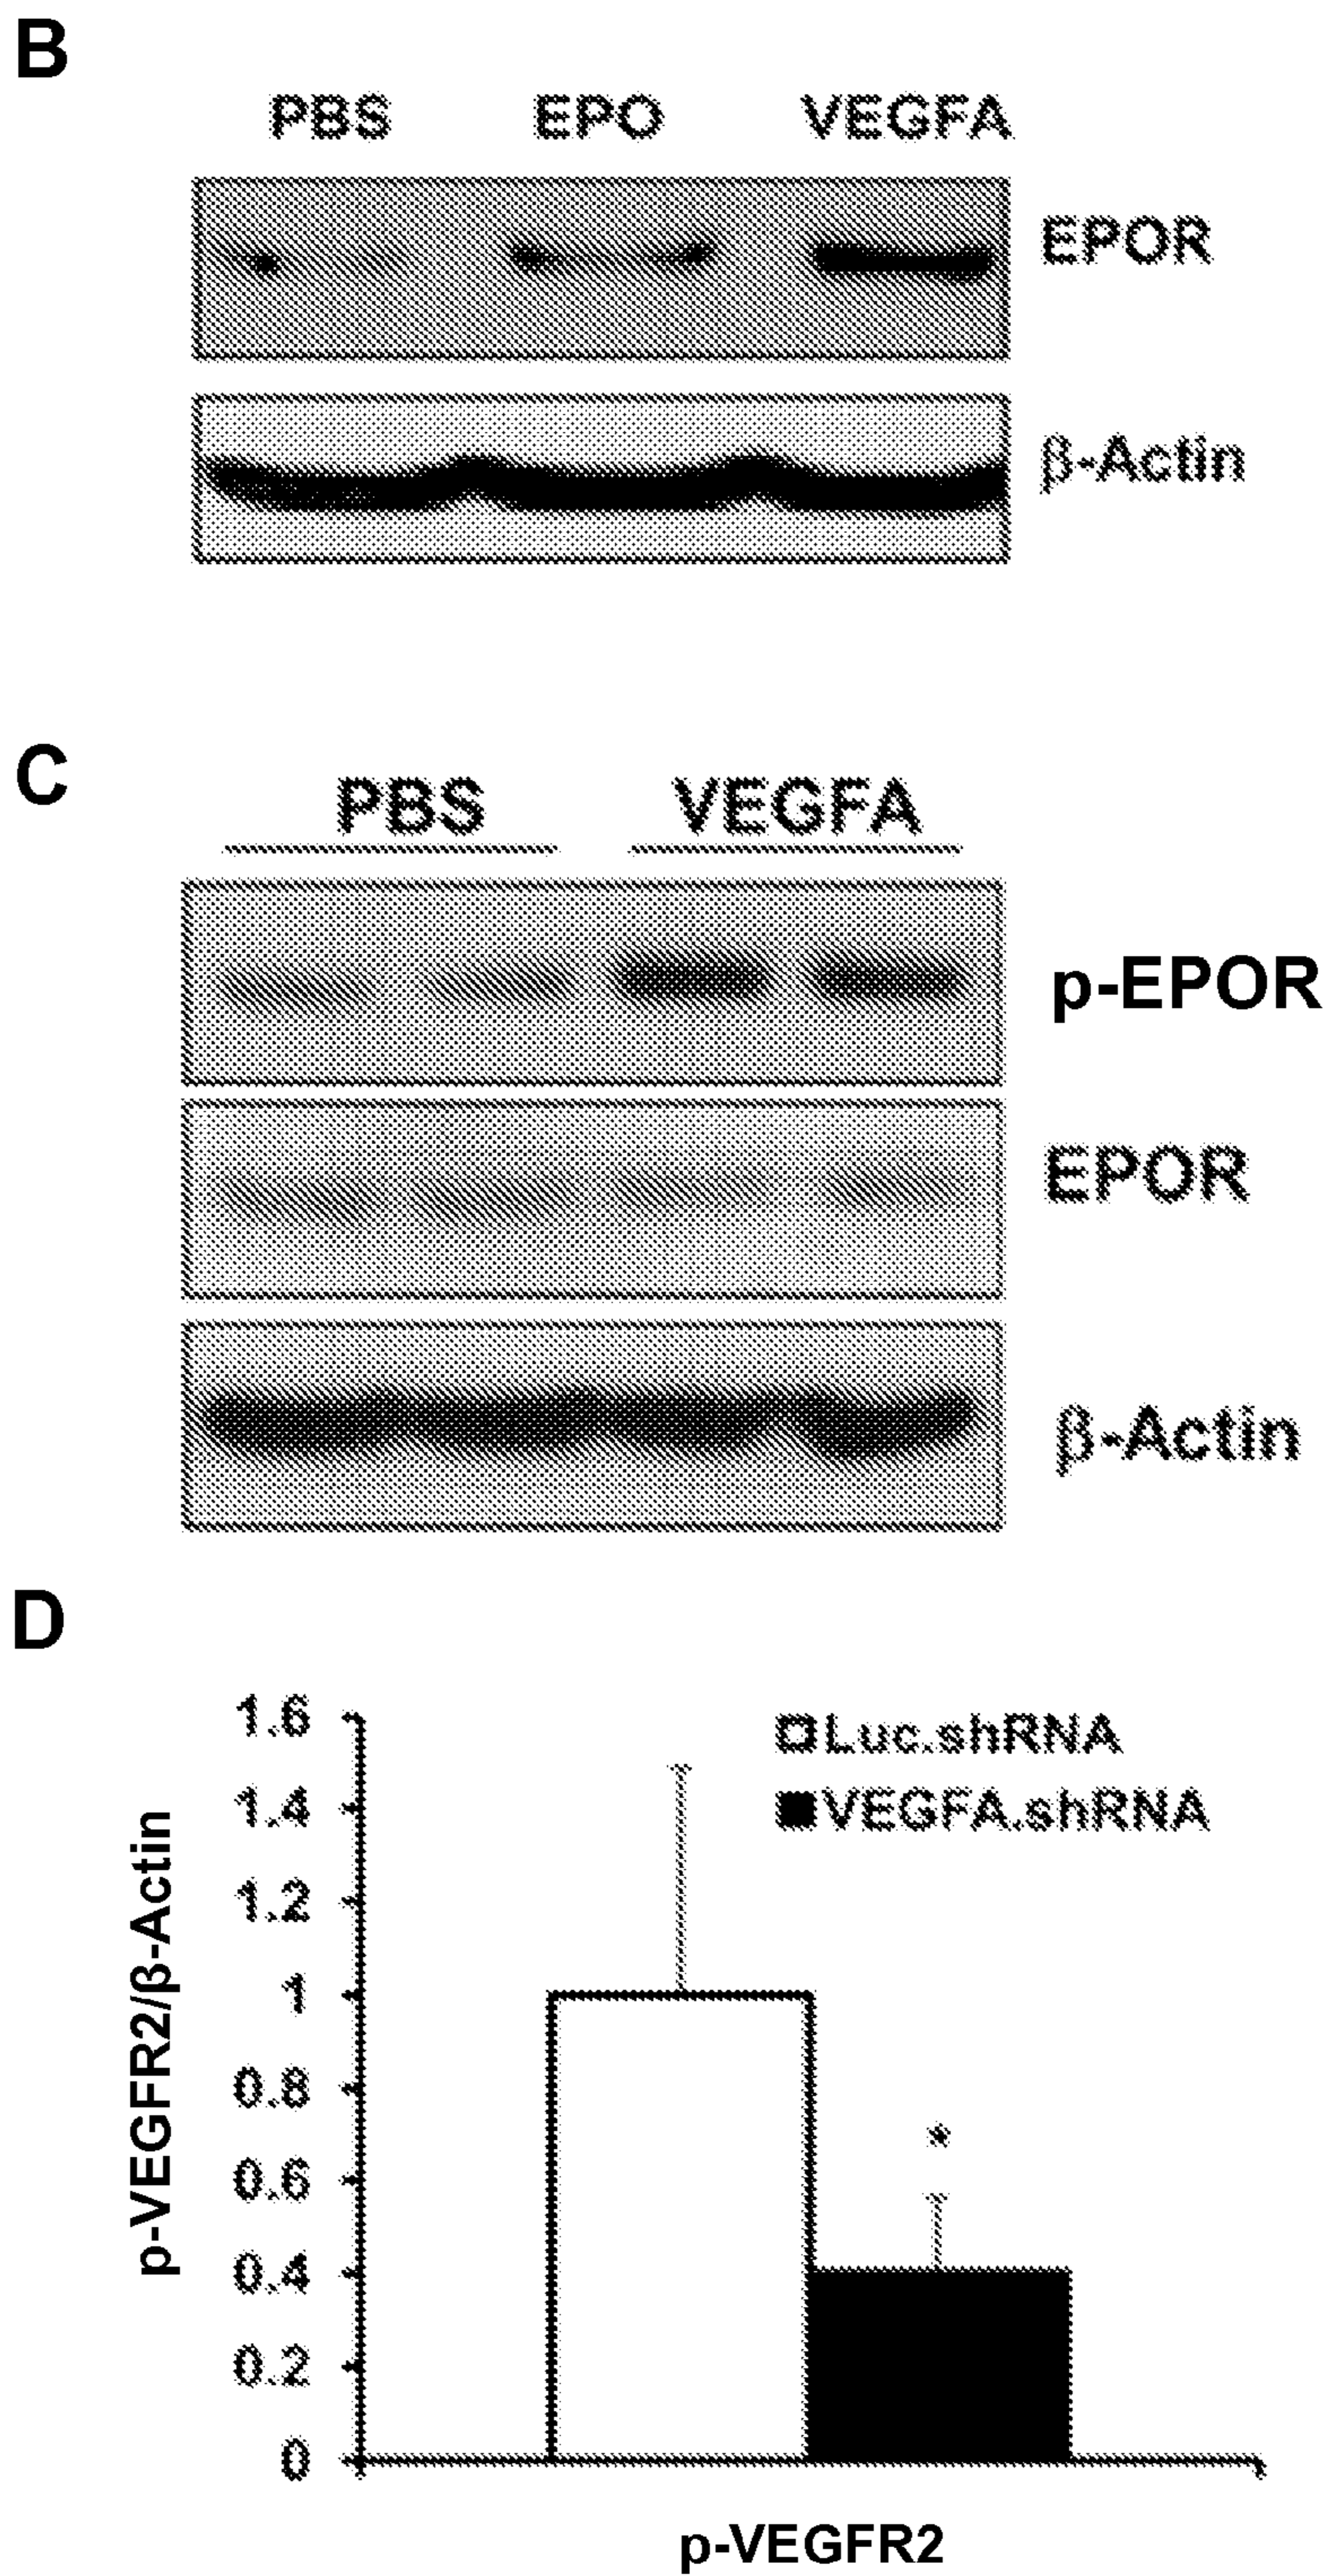 B
PBS EPO VEGFA
EPOR
β-Actin
C
PBS VEGFA
p-EPOR
EPOR
β-Actin
D
1.6
1.4
1.2
1
0.8
0.6
0.4
0.2
0
p-VEGFR2/β-Actin
Luc.shRNA
VEGFA.shRNA
*
p-VEGFR2